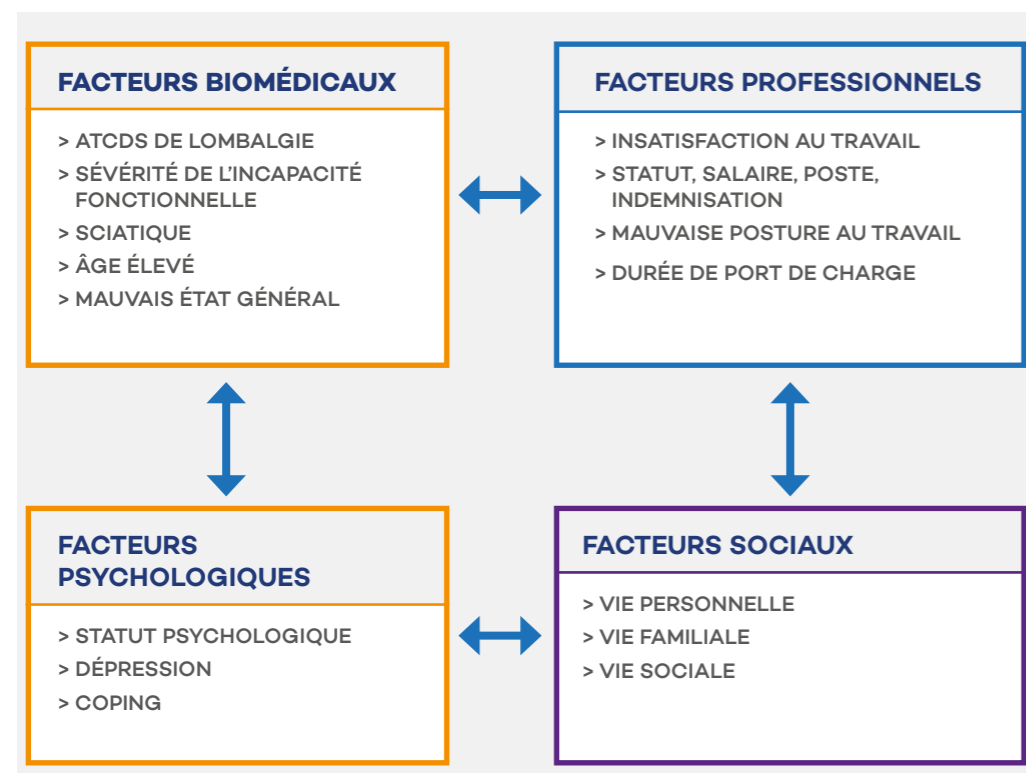 FACTEURS BIOMÉDICAUX
> ATCDS DE LOMBALGIE
> SÉVÉRITÉ DE L’INCAPACITÉ
FONCTIONNELLE
> SCIATIQUE
> ÂGE ÉLEVÉ
> MAUVAIS ÉTAT GÉNÉRAL
FACTEURS PROFESSIONNELS
> INSATISFACTION AU TRAVAIL
> STATUT, SALAIRE, POSTE,
INDEMNISATION
> MAUVAISE POSTURE AU TRAVAIL
> DURÉE DE PORT DE CHARGE
FACTEURS
PSYCHOLOGIQUES
> STATUT PSYCHOLOGIQUE
> DÉPRESSION
> COPING
FACTEURS SOCIAUX
> VIE PERSONNELLE
> VIE FAMILIALE
> VIE SOCIALE